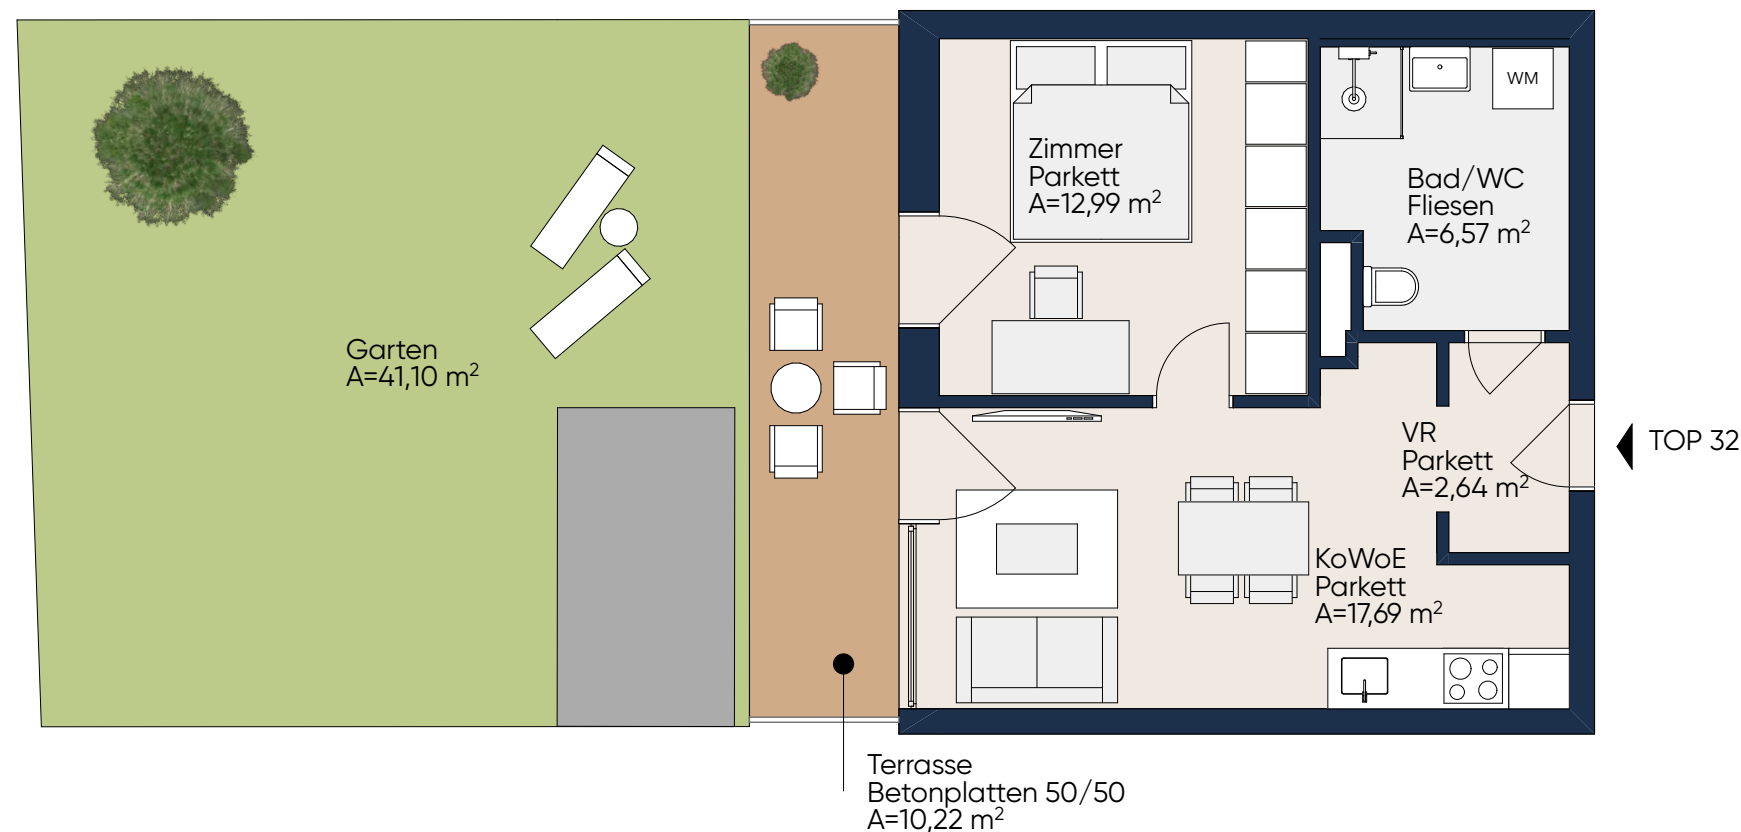 Zimmer
Parkett
A=12,99 m²
WM
Bad/WC
Fliesen
A=6,57 m²
Garten
A=41,10 m²
VR
Parkett
A=2,64 m²
TOP 32
KoWoE
Parkett
A=17,69 m²
Terrasse
Betonplatten 50/50
A=10,22 m²